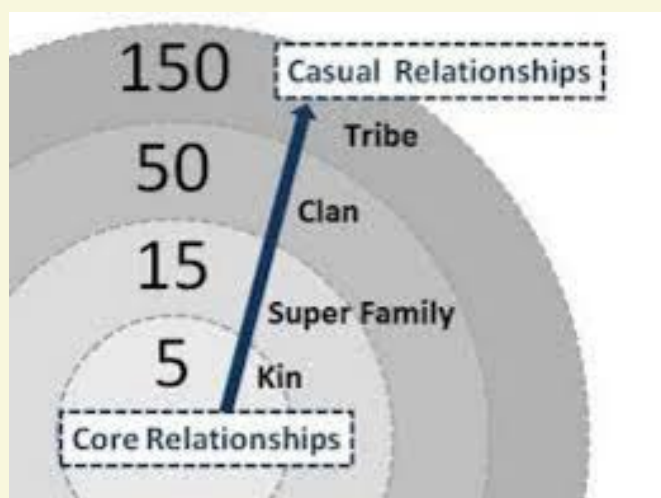 150
Casual Relationships
Tribe
50
Clan
15
Super Family
5
Kin
Core Relationships